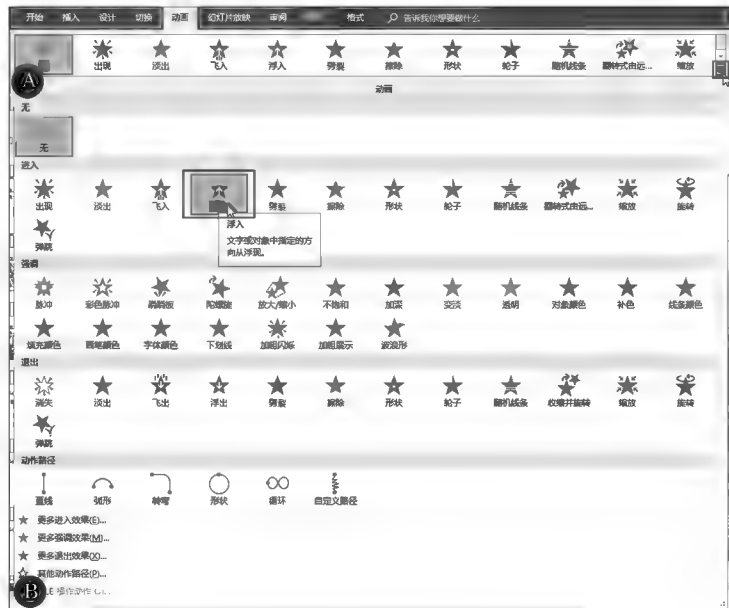 开始 插入 设计 切换 动画 幻灯片放映 审阅 格式 告诉我你想要做什么
出现 淡出 飞入 浮入 劈裂 擦除 形状 轮子 随机线条 翻转式由远... 缩放
A
动画
无
无
进入
出现 淡出 飞入 劈裂 擦除 形状 轮子 随机线条 翻转式由远... 缩放 旋转
浮入
弹跳
文字或对象中指定的方
向从浮现。
强调
脉冲 彩色脉冲 跷跷板 陀螺旋 放大/缩小 不饱和 加深 变淡 透明 对象颜色 补色 线条颜色
填充颜色 画笔颜色 字体颜色 下划线 加粗闪烁 加粗展示 波浪形
退出
消失 淡出 飞出 浮出 劈裂 擦除 形状 轮子 随机线条 收缩并旋转 缩放 旋转
弹跳
动作路径
直线 弧形 转弯 形状 循环 自定义路径
更多进入效果(E)...
更多强调效果(M)...
更多退出效果(X)...
其他动作路径(P)...
B LE 操作动作